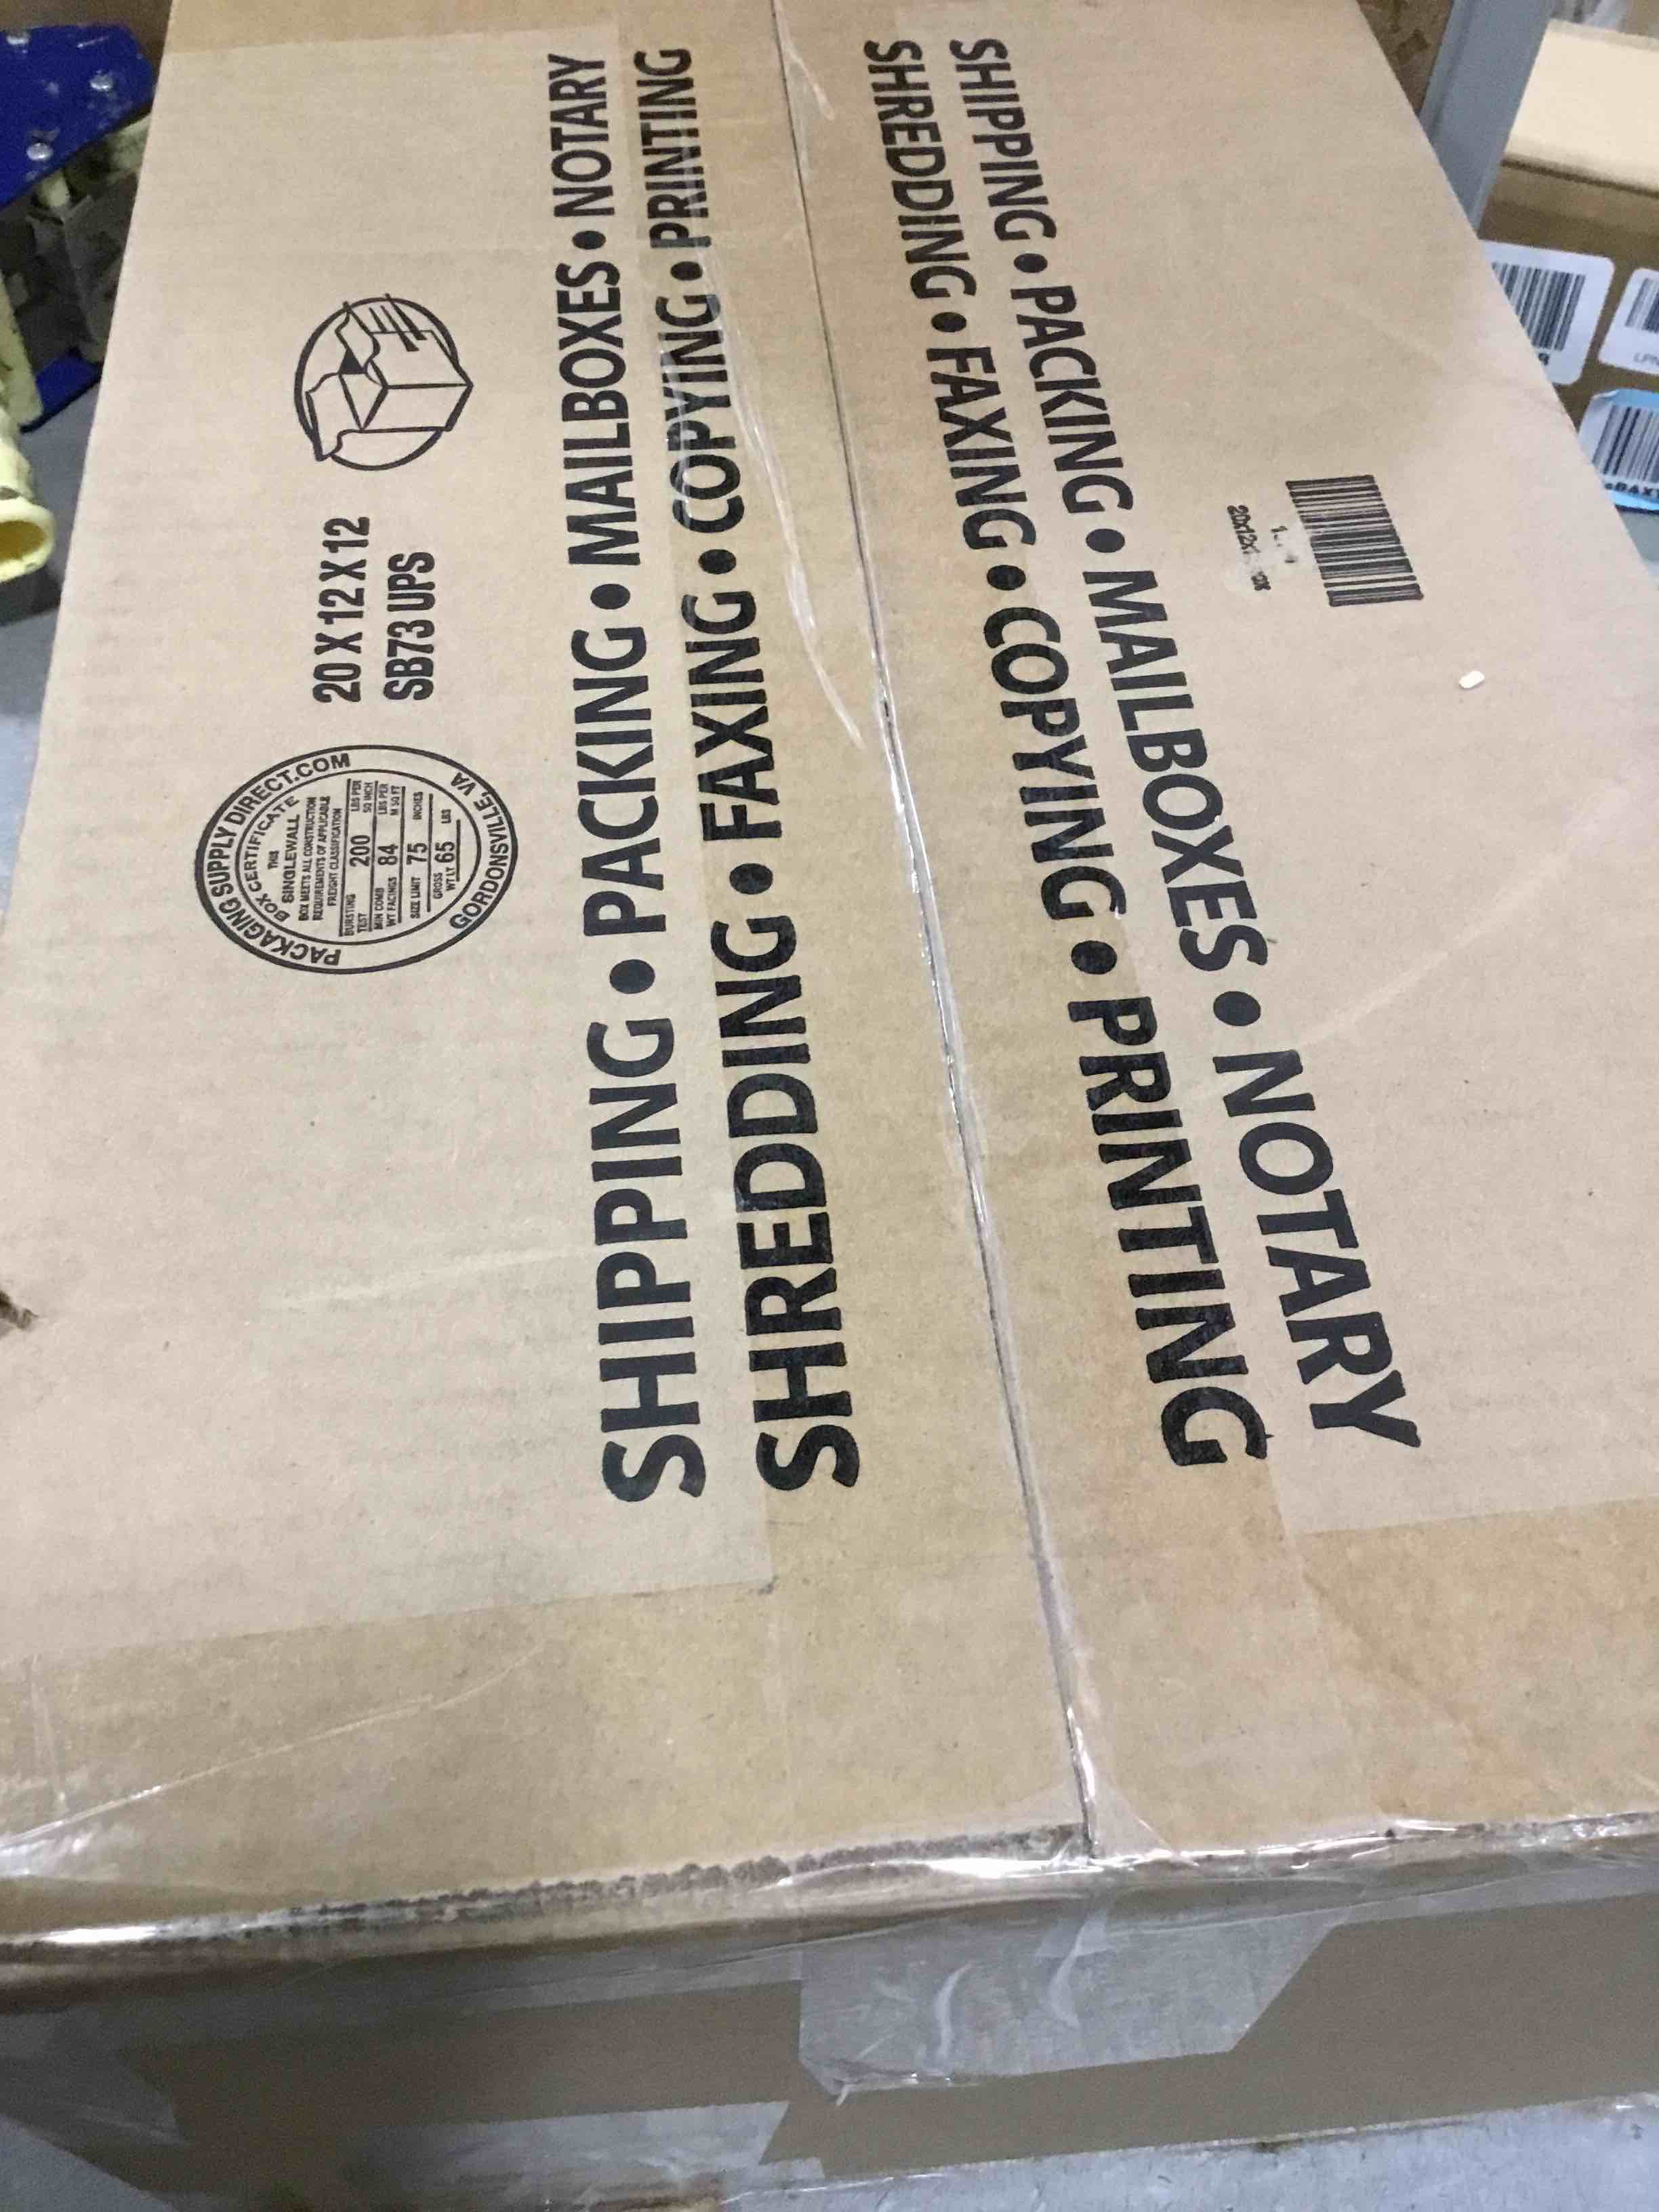 20 X 12 X 12
SB73 UPS
PACKAGING SUPPLY DIRECT.COM
BOX CERTIFICATE
THIS
SINGLEWALL
BOX MEETS ALL CONSTRUCTION
REQUIREMENTS OF APPLICABLE
FREIGHT CLASSIFICATION
BURSTING TEST 200 LBS PER SQ INCH
MIN COMB WT FACINGS 84 LBS PER M SQ FT
SIZE LIMIT 75 INCHES
GROSS WT LT 65 LBS
GORDONSVILLE, VA
SHIPPING • PACKING • MAILBOXES • NOTARY
SHREDDING • FAXING • COPYING • PRINTING
SHREDDING • FAXING • COPYING • PRINTING
SHIPPING • PACKING • MAILBOXES • NOTARY